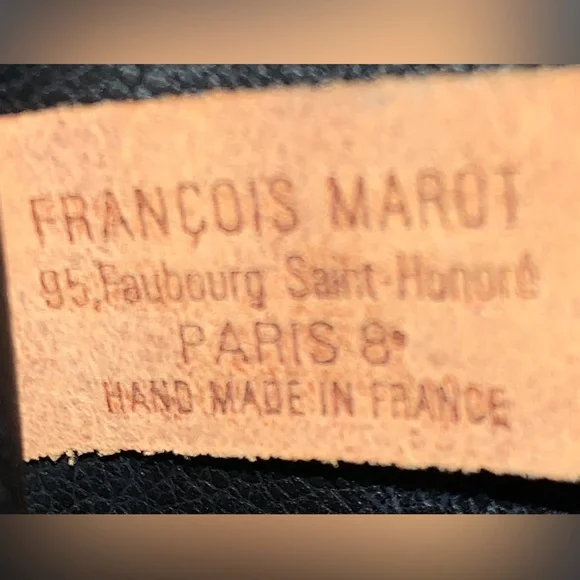 FRANÇOIS MAROT
95, Faubourg Saint-Honoré
PARIS 8e
HAND MADE IN FRANCE